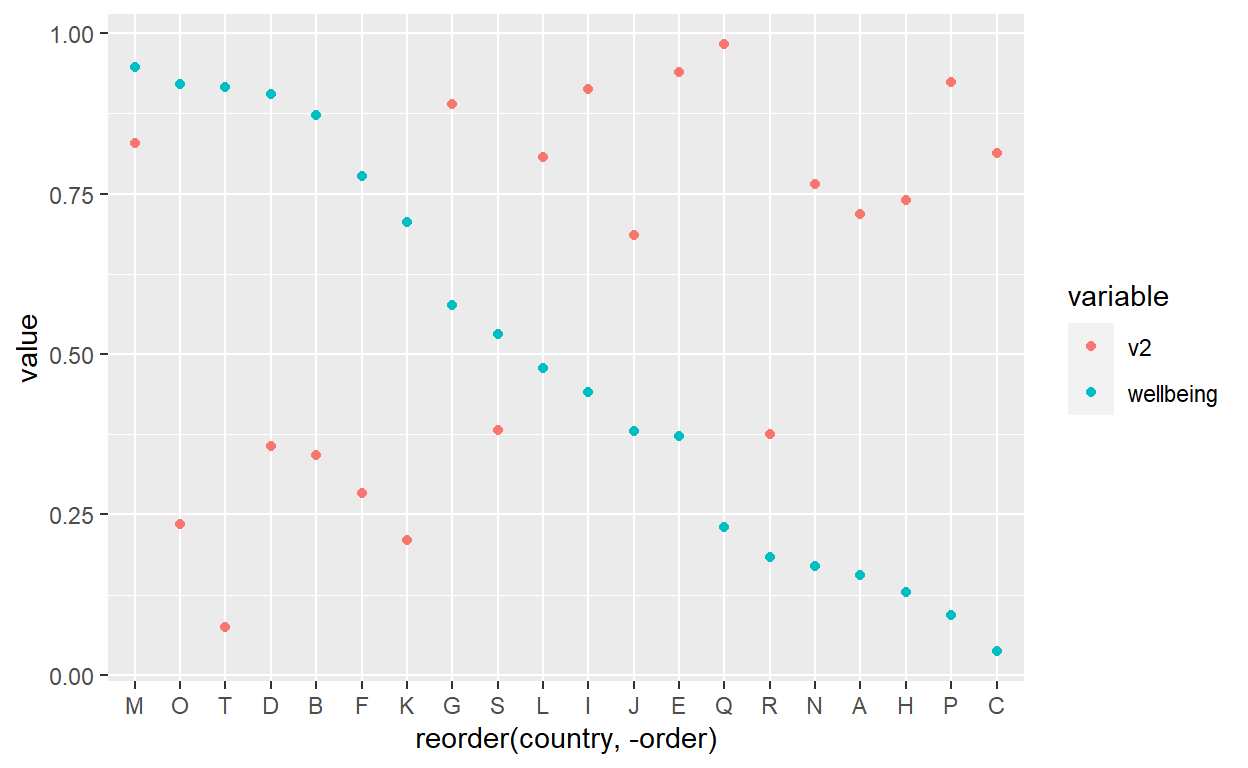 1.00
0.75
0.50
0.25
0.00
value
M O T D B F K G S L I J E Q R N A H P C
reorder(country, -order)
variable
v2
wellbeing